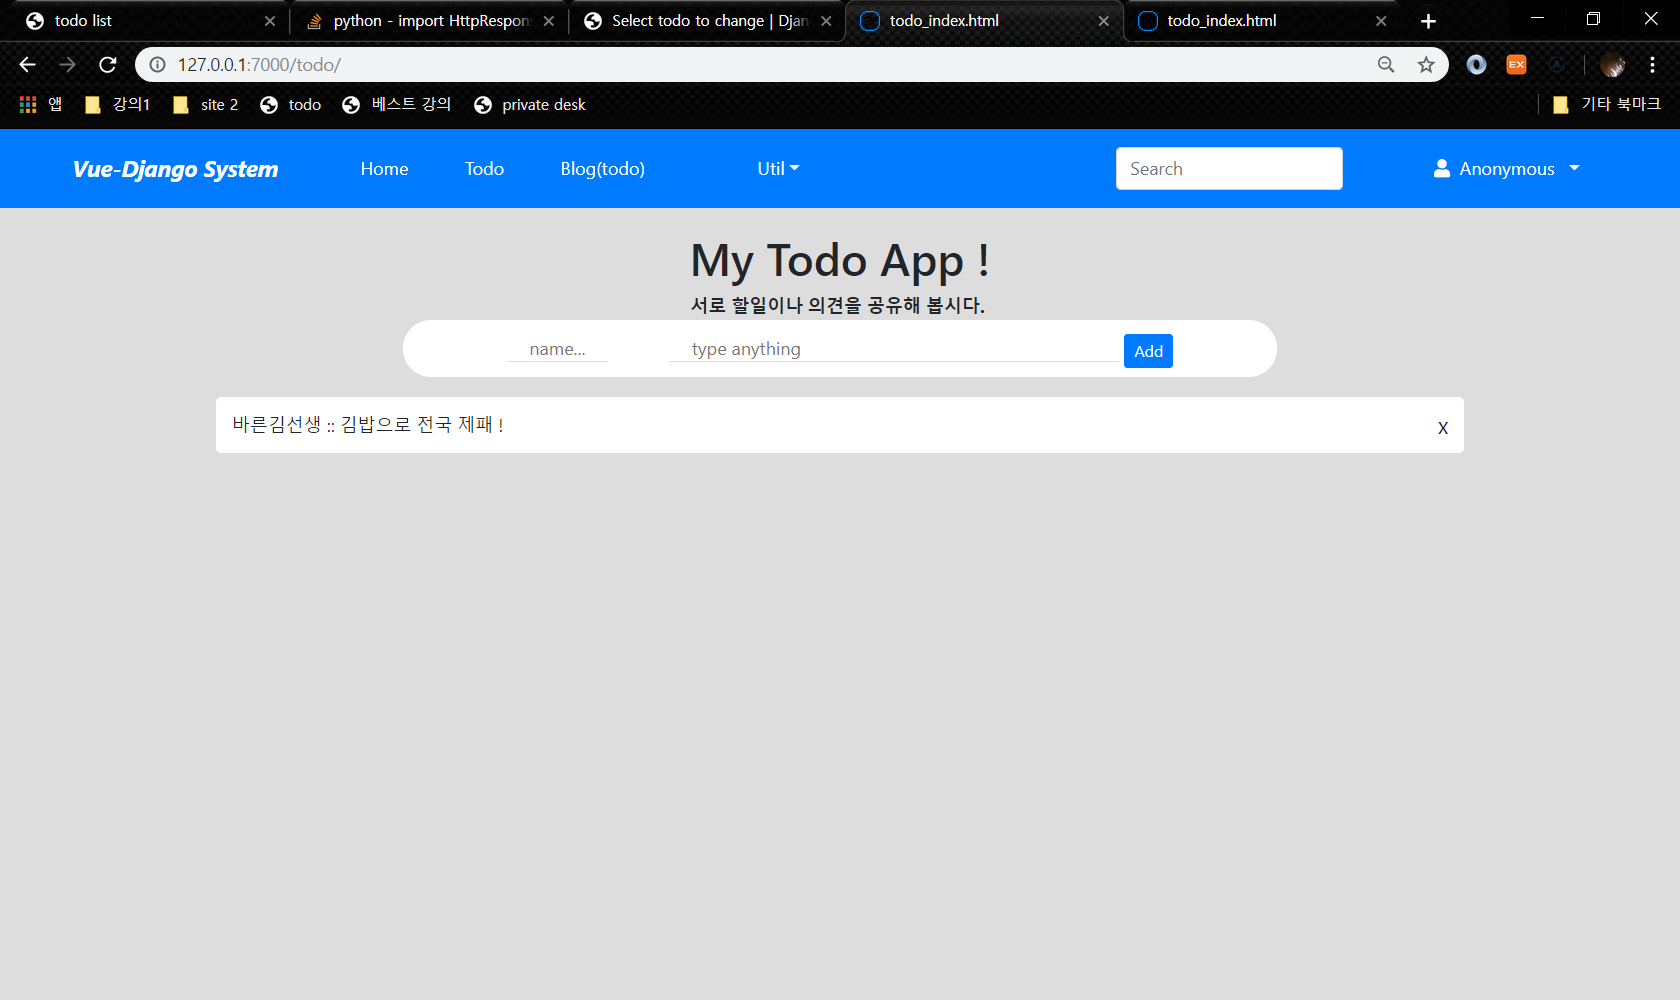 todo list
python - import HttpRespon
Select todo to change | Djan
todo_index.html
todo_index.html
127.0.0.1:7000/todo/
EX
앱
강의1
site 2
todo
베스트 강의
private desk
기타 북마크
Vue-Django System
Home
Todo
Blog(todo)
Util
Search
Anonymous
My Todo App !
서로 할일이나 의견을 공유해 봅시다.
name...
type anything
Add
바른김선생 :: 김밥으로 전국 제패 !
X